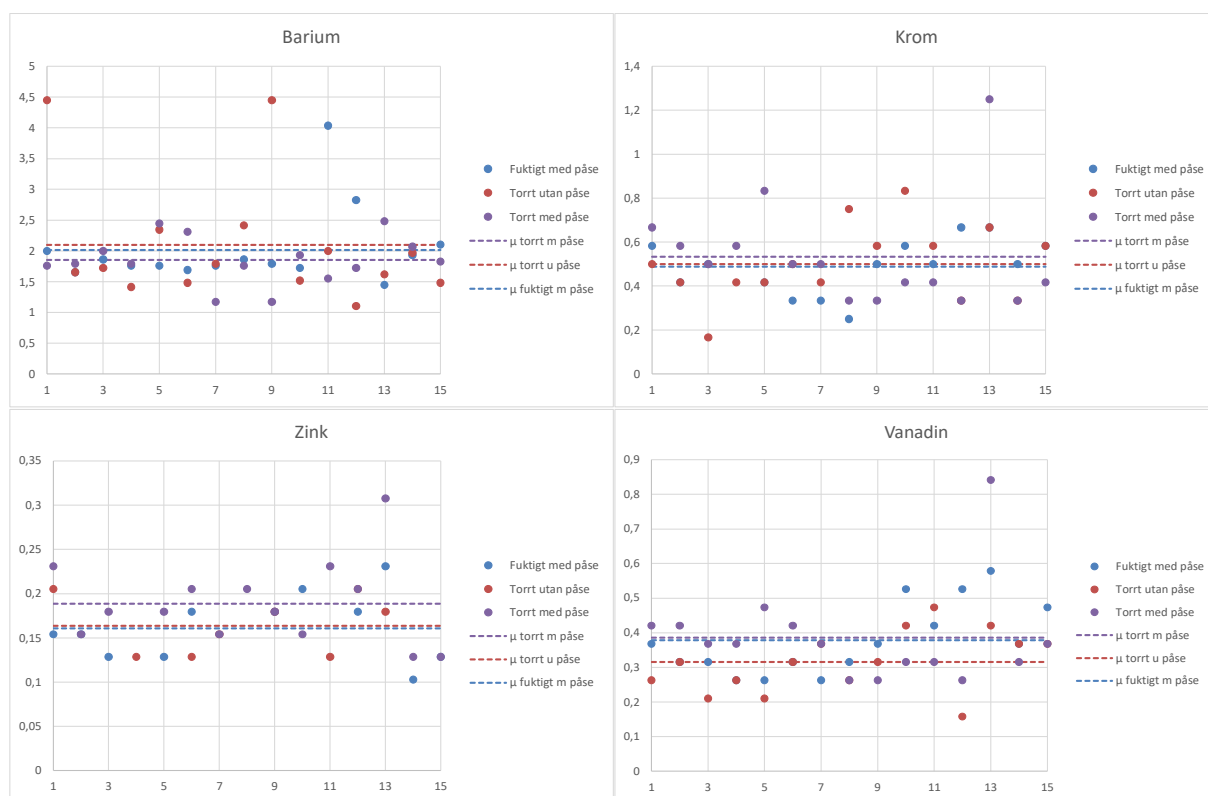 Barium
5
4,5
4
3,5
3
2,5
2
1,5
1
0,5
0
1 3 5 7 9 11 13 15
Fuktigt med påse
Torrt utan påse
Torrt med påse
µ torrt m påse
µ torrt u påse
µ fuktigt m påse
Krom
1,4
1,2
1
0,8
0,6
0,4
0,2
0
1 3 5 7 9 11 13 15
Fuktigt med påse
Torrt utan påse
Torrt med påse
µ torrt m påse
µ torrt u påse
µ fuktigt m påse
Zink
0,35
0,3
0,25
0,2
0,15
0,1
0,05
0
1 3 5 7 9 11 13 15
Fuktigt med påse
Torrt utan påse
Torrt med påse
µ torrt m påse
µ torrt u påse
µ fuktigt m påse
Vanadin
0,9
0,8
0,7
0,6
0,5
0,4
0,3
0,2
0,1
0
1 3 5 7 9 11 13 15
Fuktigt med påse
Torrt utan påse
Torrt med påse
µ torrt m påse
µ torrt u påse
µ fuktigt m påse